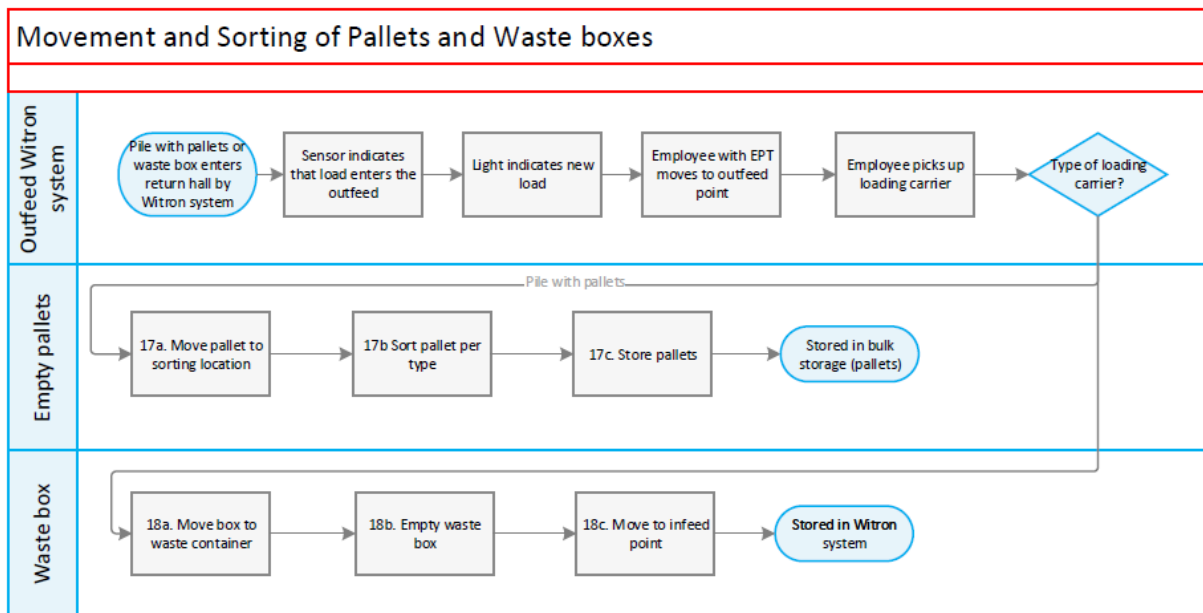 Movement and Sorting of Pallets and Waste boxes
Outfeed Witron
system
Pile with pallets or
waste box enters
return hall by
Witron system
Sensor indicates
that load enters the
outfeed
Light indicates new
load
Employee with EPT
moves to outfeed
point
Employee picks up
loading carrier
Type of loading
carrier?
Empty pallets
Pile with pallets
17a. Move pallet to
sorting location
17b Sort pallet per
type
17c. Store pallets
Stored in bulk
storage (pallets)
Waste box
18a. Move box to
waste container
18b. Empty waste
box
18c. Move to infeed
point
Stored in Witron
system